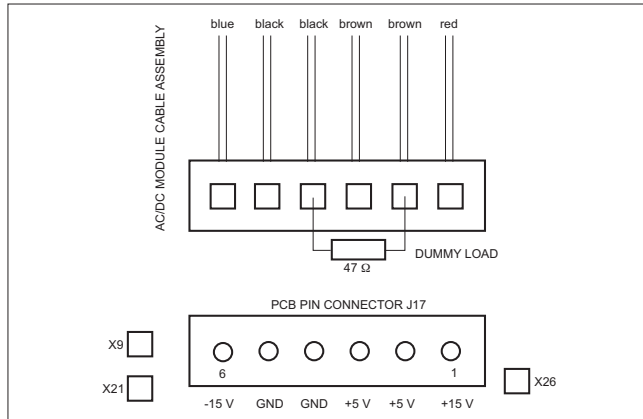 blue black black brown brown red
AC/DC MODULE CABLE ASSEMBLY
DUMMY LOAD
47 Ω
PCB PIN CONNECTOR J17
X9
6 1
X21
X26
-15 V GND GND +5 V +5 V +15 V